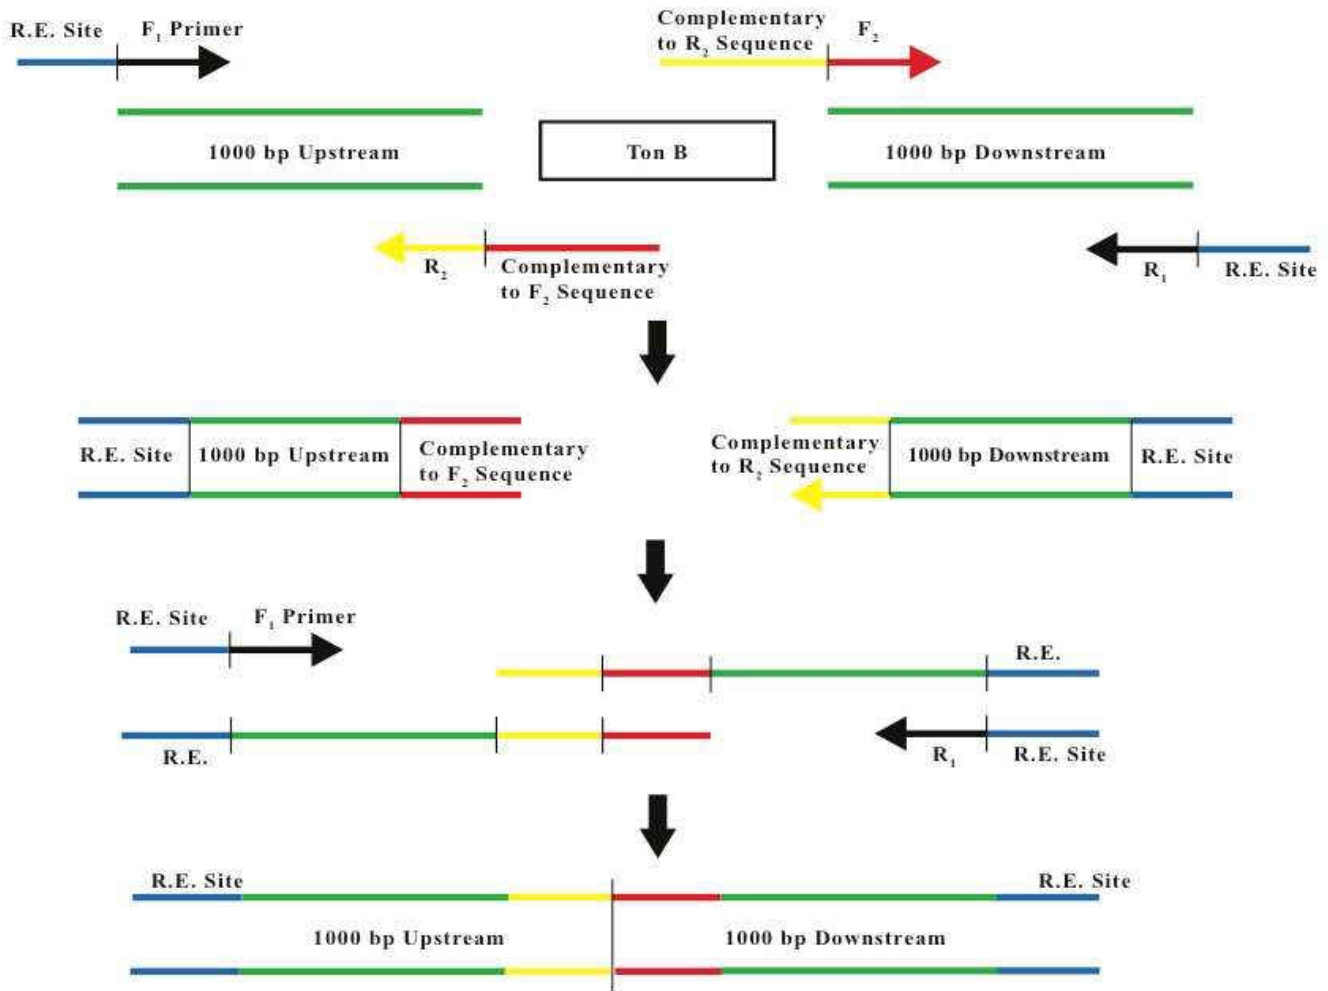 R.E. Site
F₁ Primer
Complementary
to R₂ Sequence
F₂
1000 bp Upstream
Ton B
1000 bp Downstream
R₂
Complementary
to F₂ Sequence
R₁
R.E. Site
R.E. Site
1000 bp Upstream
Complementary
to F₂ Sequence
Complementary
to R₂ Sequence
1000 bp Downstream
R.E. Site
R.E. Site
F₁ Primer
R.E.
R.E.
R₁
R.E. Site
R.E. Site
R.E. Site
1000 bp Upstream
1000 bp Downstream